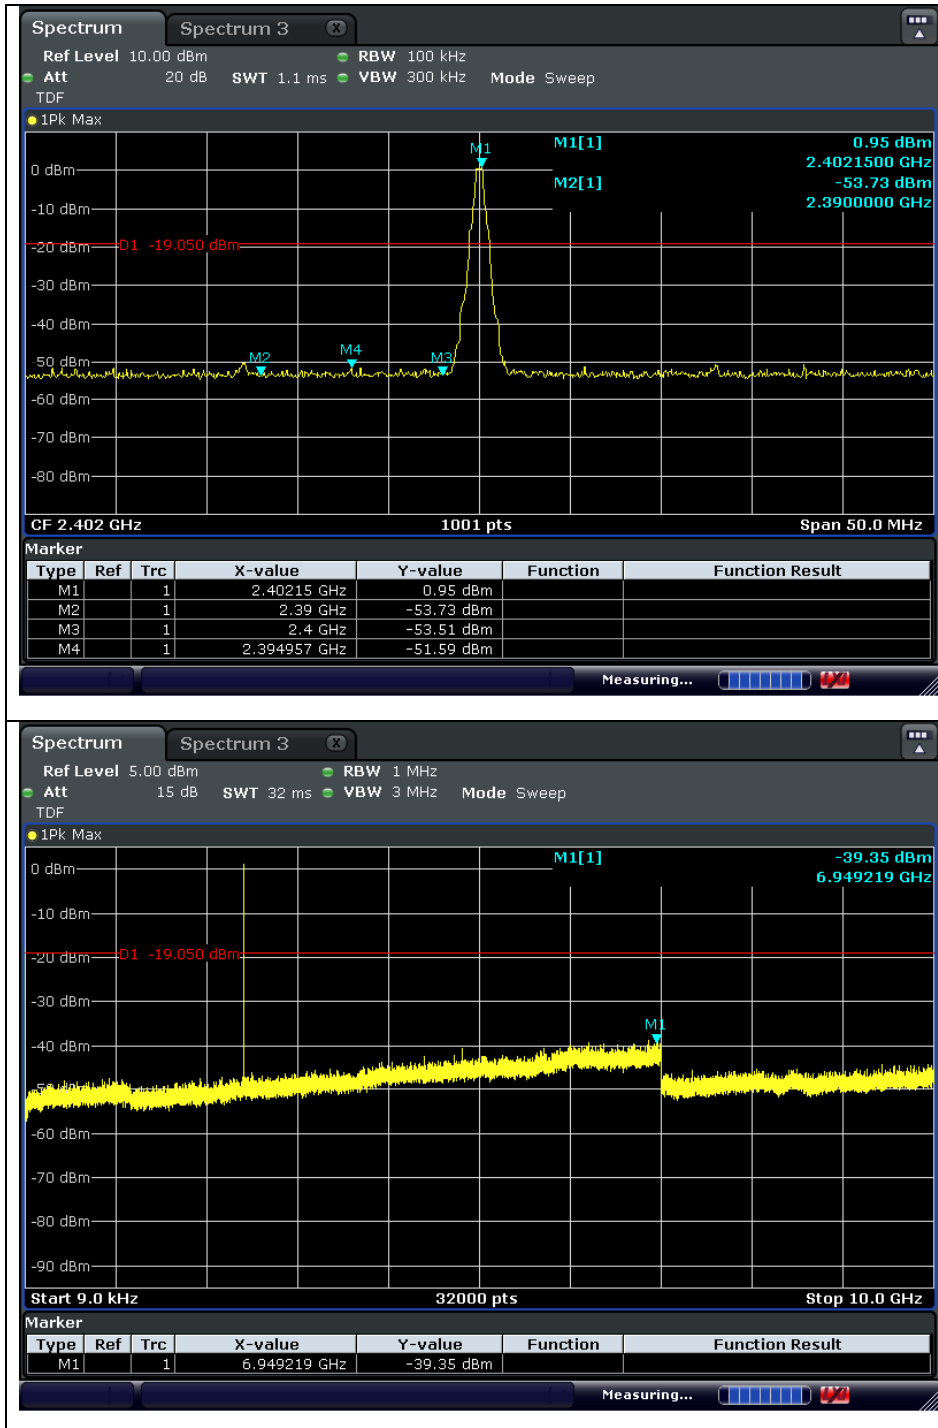 Spectrum Spectrum 3 X
Ref Level 10.00 dBm RBW 100 kHz
Att 20 dB SWT 1.1 ms VBW 300 kHz Mode Sweep
TDF
1Pk Max
M1[1] 0.95 dBm
2.4021500 GHz
M2[1] -53.73 dBm
2.3900000 GHz
M1
0 dBm
-10 dBm
-20 dBm D1 -19.050 dBm
-30 dBm
-40 dBm
-50 dBm M2 M4 M3
-60 dBm
-70 dBm
-80 dBm
CF 2.402 GHz 1001 pts Span 50.0 MHz
Marker
Type Ref Trc X-value Y-value Function Function Result
M1 1 2.40215 GHz 0.95 dBm
M2 1 2.39 GHz -53.73 dBm
M3 1 2.4 GHz -53.51 dBm
M4 1 2.394957 GHz -51.59 dBm
Measuring...
Spectrum Spectrum 3 X
Ref Level 5.00 dBm RBW 1 MHz
Att 15 dB SWT 32 ms VBW 3 MHz Mode Sweep
TDF
1Pk Max
M1[1] -39.35 dBm
6.949219 GHz
0 dBm
-10 dBm
-20 dBm D1 -19.050 dBm
-30 dBm
M1
-40 dBm
-60 dBm
-70 dBm
-80 dBm
-90 dBm
Start 9.0 kHz 32000 pts Stop 10.0 GHz
Marker
Type Ref Trc X-value Y-value Function Function Result
M1 1 6.949219 GHz -39.35 dBm
Measuring...